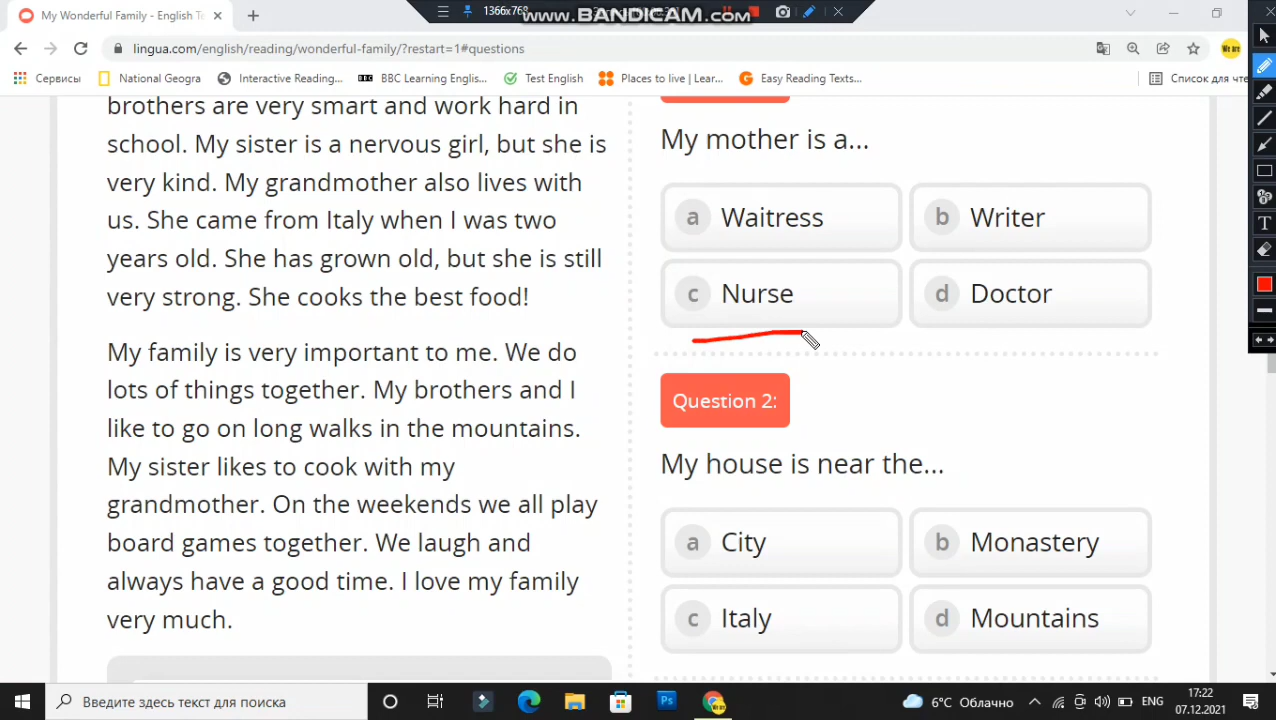 My Wonderful Family - English Te
1366x768
www.BANDICAM.com
lingua.com/english/reading/wonderful-family/?restart=1#questions
We are
Сервисы
National Geogra
Interactive Reading...
BBC BBC Learning Englis...
Test English
Places to live | Lear...
Easy Reading Texts...
Список для чте
brothers are very smart and work hard in
school. My sister is a nervous girl, but she is
very kind. My grandmother also lives with
us. She came from Italy when I was two
years old. She has grown old, but she is still
very strong. She cooks the best food!
My family is very important to me. We do
lots of things together. My brothers and I
like to go on long walks in the mountains.
My sister likes to cook with my
grandmother. On the weekends we all play
board games together. We laugh and
always have a good time. I love my family
very much.
My mother is a...
a Waitress
b Writer
c Nurse
d Doctor
Question 2:
My house is near the...
a City
b Monastery
c Italy
d Mountains
T
Введите здесь текст для поиска
Ps
6°C Облачно
ENG
17:22
07.12.2021